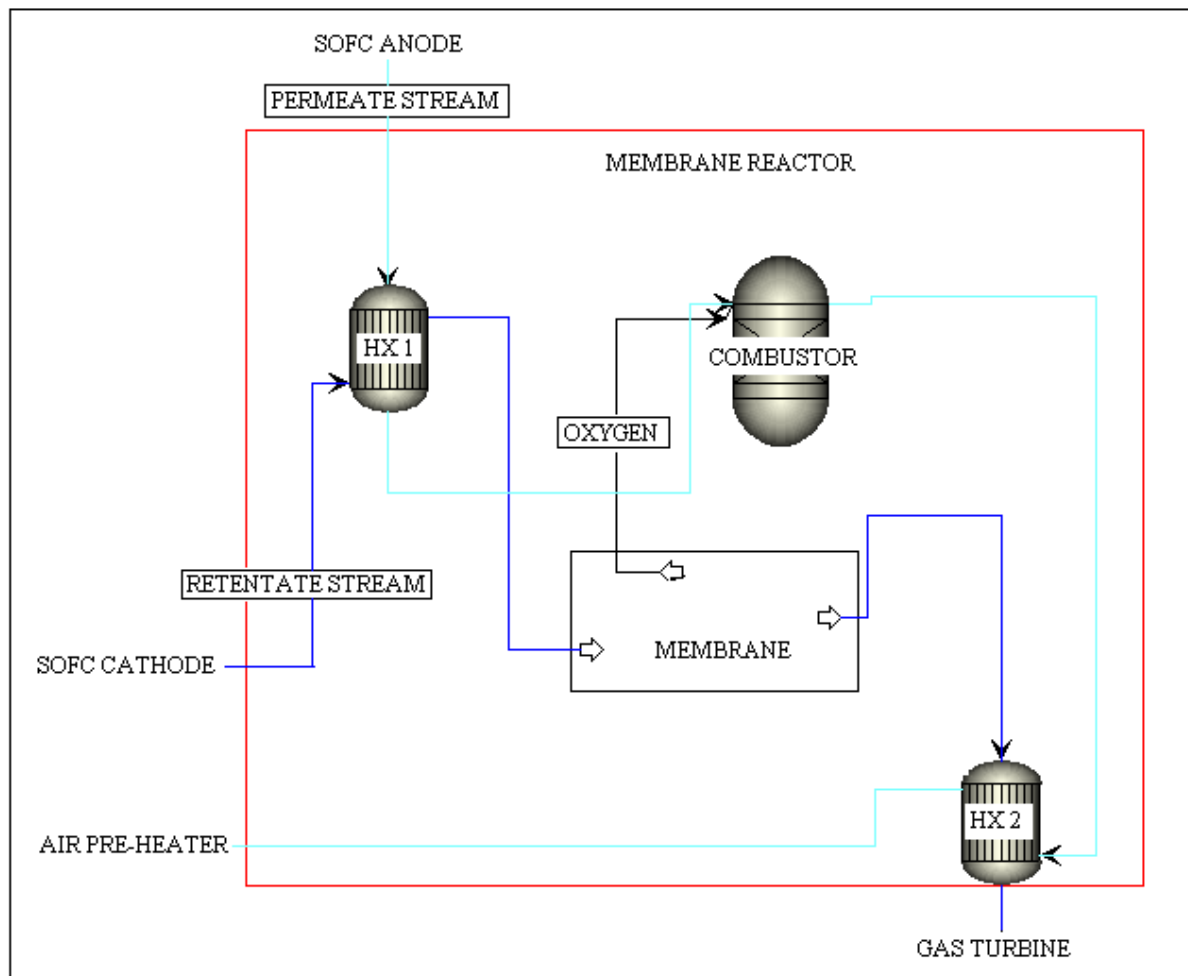 SOFC ANODE
PERMEATE STREAM
MEMBRANE REACTOR
HX 1
COMBUSTOR
OXYGEN
RETENTATE STREAM
MEMBRANE
SOFC CATHODE
HX 2
AIR PRE-HEATER
GAS TURBINE